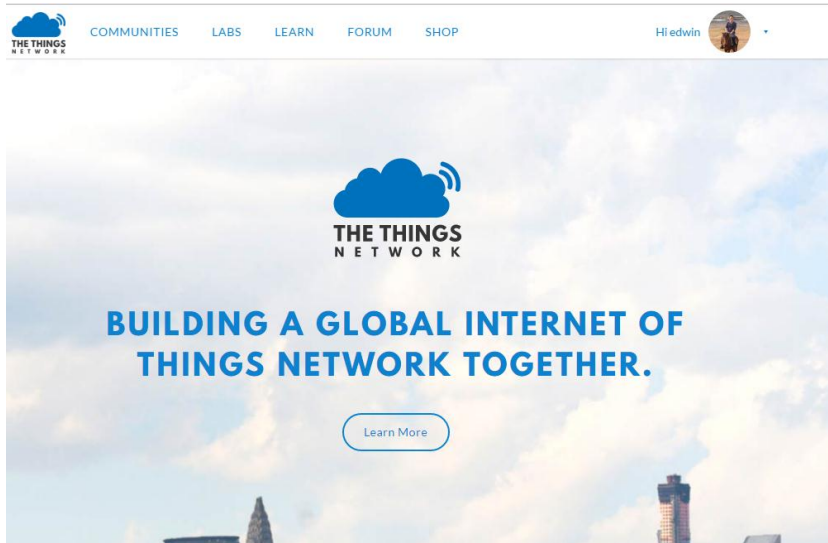 THE THINGS
NETWORK
COMMUNITIES LABS LEARN FORUM SHOP Hi edwin
THE THINGS
NETWORK
BUILDING A GLOBAL INTERNET OF
THINGS NETWORK TOGETHER.
Learn More